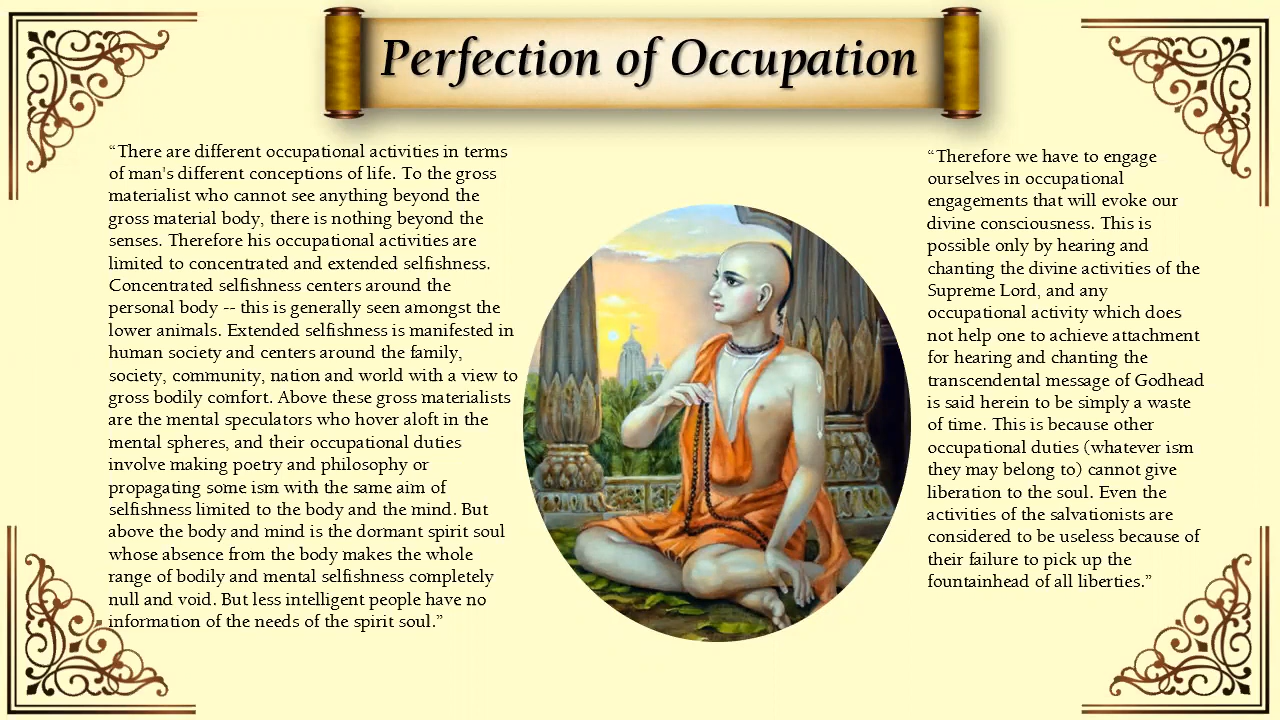 Perfection of Occupation
“There are different occupational activities in terms
of man's different conceptions of life. To the gross
materialist who cannot see anything beyond the
gross material body, there is nothing beyond the
senses. Therefore his occupational activities are
limited to concentrated and extended selfishness.
Concentrated selfishness centers around the
personal body -- this is generally seen amongst the
lower animals. Extended selfishness is manifested in
human society and centers around the family,
society, community, nation and world with a view to
gross bodily comfort. Above these gross materialists
are the mental speculators who hover aloft in the
mental spheres, and their occupational duties
involve making poetry and philosophy or
propagating some ism with the same aim of
selfishness limited to the body and the mind. But
above the body and mind is the dormant spirit soul
whose absence from the body makes the whole
range of bodily and mental selfishness completely
null and void. But less intelligent people have no
information of the needs of the spirit soul.”
“Therefore we have to engage
ourselves in occupational
engagements that will evoke our
divine consciousness. This is
possible only by hearing and
chanting the divine activities of the
Supreme Lord, and any
occupational activity which does
not help one to achieve attachment
for hearing and chanting the
transcendental message of Godhead
is said herein to be simply a waste
of time. This is because other
occupational duties (whatever ism
they may belong to) cannot give
liberation to the soul. Even the
activities of the salvationists are
considered to be useless because of
their failure to pick up the
fountainhead of all liberties.”